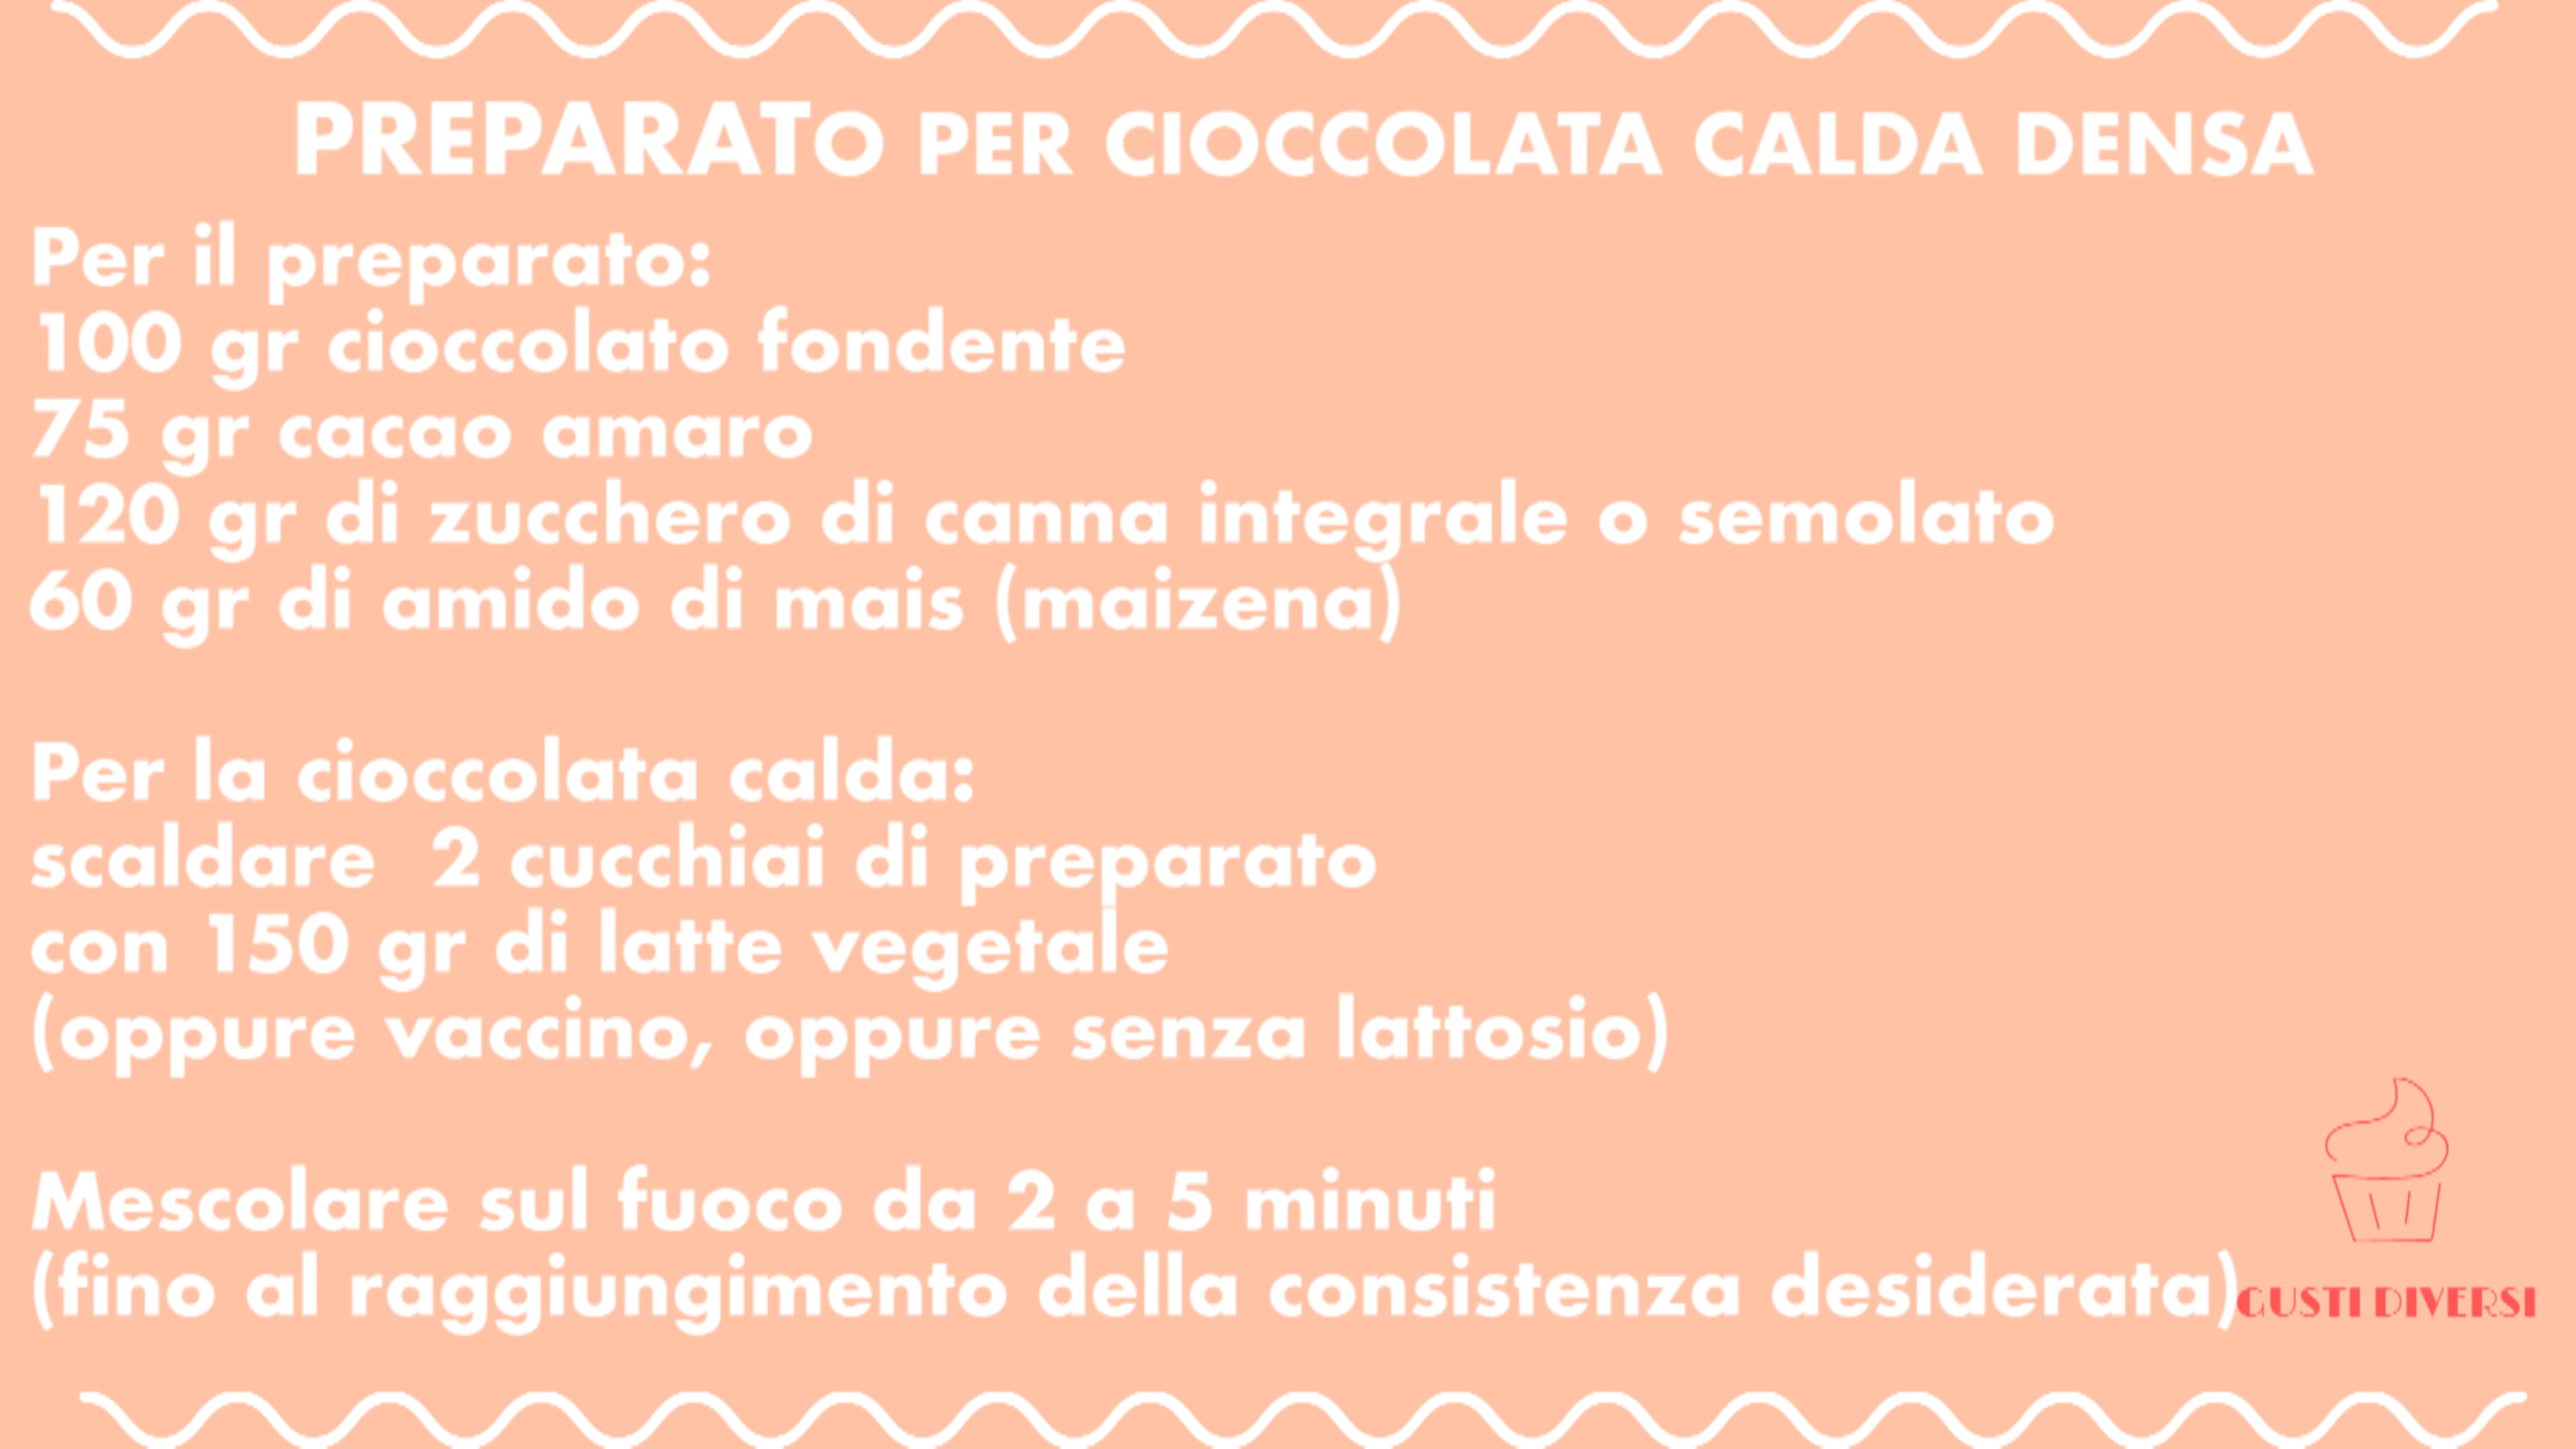 PREPARATO PER CIOCCOLATA CALDA DENSA
Per il preparato:
100 gr cioccolato fondente
75 gr cacao amaro
120 gr di zucchero di canna integrale o semolato
60 gr di amido di mais (maizena)
Per la cioccolata calda:
scaldare  2 cucchiai di preparato
con 150 gr di latte vegetale
(oppure vaccino, oppure senza lattosio)
Mescolare sul fuoco da 2 a 5 minuti
(fino al raggiungimento della consistenza desiderata)
GUSTI DIVERSI